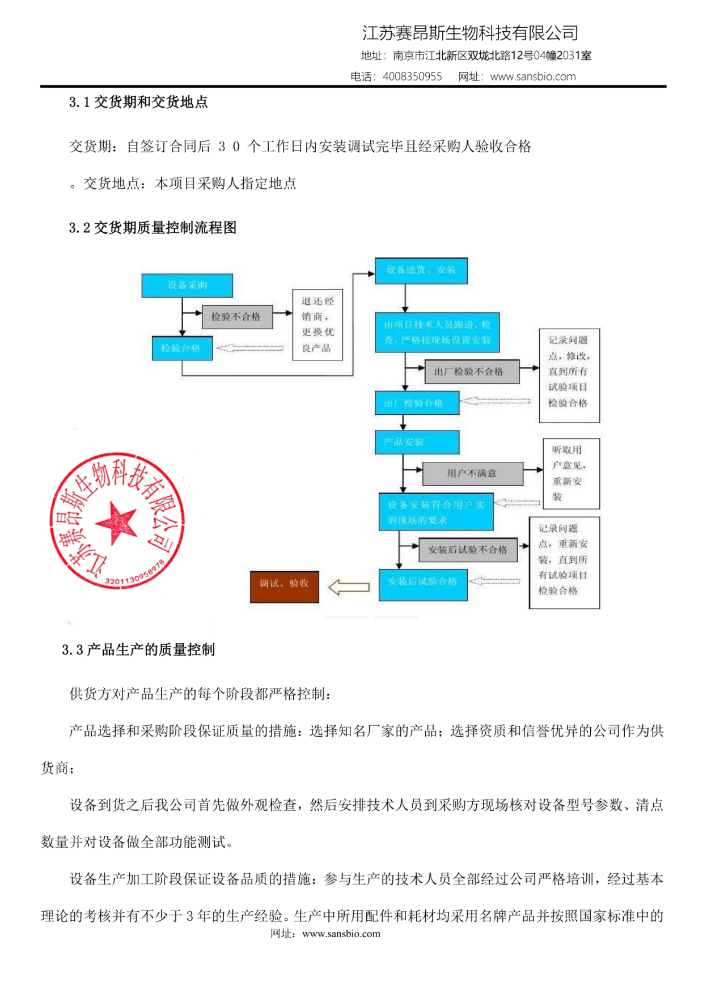 江苏赛昂斯生物科技有限公司
地址：南京市江北新区双垅北路12号04幢2031室
电话：4008350955 网址：www.sansbio.com
3.1 交货期和交货地点
交货期：自签订合同后 30 个工作日内安装调试完毕且经采购人验收合格
。交货地点：本项目采购人指定地点
3.2 交货期质量控制流程图
设备采购
检验不合格
退还经
销商，
更换优
良产品
检验合格
设备送货、安装
由项目技术人员跟进，检
查，严格按现场设置安装
出厂检验不合格
记录问题
点，修改，
直到所有
试验项目
检验合格
出厂检验合格
产品安装
用户不满意
听取用
户意见，
重新安
装
设备安装符合用户实
训现场的要求
安装后试验不合格
记录问题
点，重新安
装，直到所
有试验项目
检验合格
安装后试验合格
调试、验收
江苏赛昂斯生物科技有限公司
3201130958978
3.3 产品生产的质量控制
供货方对产品生产的每个阶段都严格控制：
产品选择和采购阶段保证质量的措施：选择知名厂家的产品；选择资质和信誉优异的公司作为供
货商；
设备到货之后我公司首先做外观检查，然后安排技术人员到采购方现场核对设备型号参数、清点
数量并对设备做全部功能测试。
设备生产加工阶段保证设备品质的措施：参与生产的技术人员全部经过公司严格培训，经过基本
理论的考核并有不少于 3 年的生产经验。生产中所用配件和耗材均采用名牌产品并按照国家标准中的
网址：www.sansbio.com